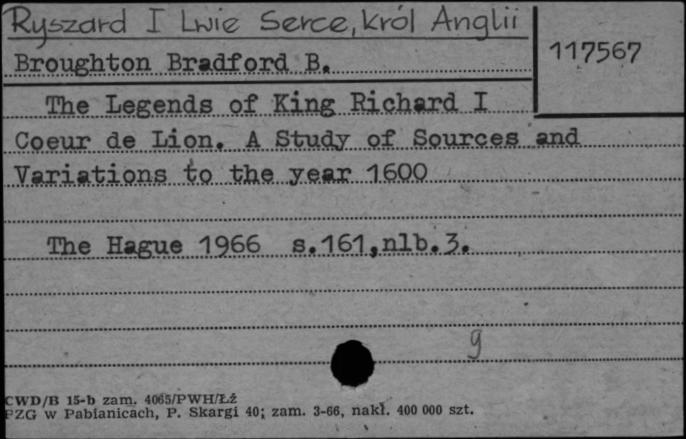 Ryszard I Lwie Serce, król Anglii
117567
Broughton Bradford B.
The Legends of King Richard I
Coeur de Lion. A Study of Sources and
Variations to the year 1600
The Hague 1966 s.161,nlb.3.
g
CWD/B 15-b zam. 4065/PWH/Łź
PZG w Pabianicach, P. Skargi 40; zam. 3-66, nakł. 400 000 szt.